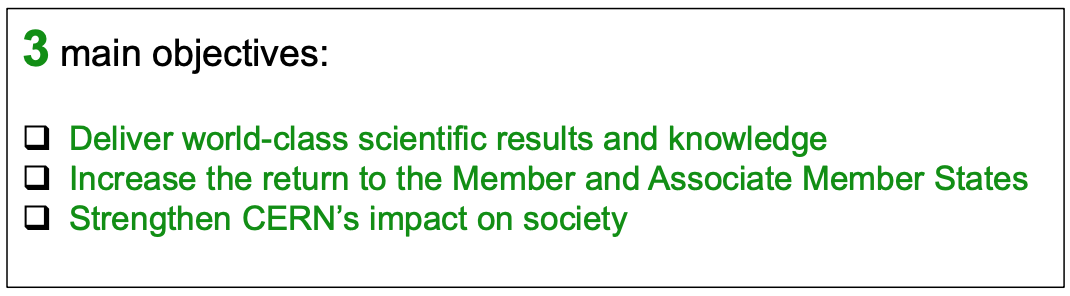 3 main objectives:
❑ Deliver world-class scientific results and knowledge
❑ Increase the return to the Member and Associate Member States
❑ Strengthen CERN’s impact on society